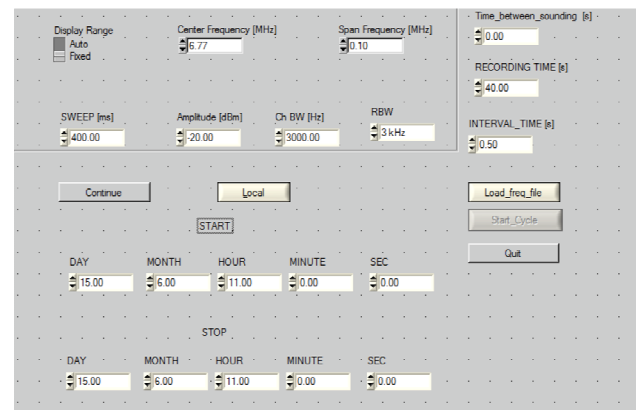 Display Range
Auto
Fixed
Center Frequency [MHz]
6.77
Span Frequency [MHz]
0.10
Time_between_sounding [s]
0.00
RECORDING TIME [s]
40.00
SWEEP [ms]
400.00
Amplitude [dBm]
-20.00
Ch BW [Hz]
3000.00
RBW
3 kHz
INTERVAL_TIME [s]
0.50
Continue
Local
Load_freq_file
START
Start_Cycle
Quit
DAY MONTH HOUR MINUTE SEC
15.00 6.00 11.00 0.00 0.00
STOP
DAY MONTH HOUR MINUTE SEC
15.00 6.00 11.00 0.00 0.00